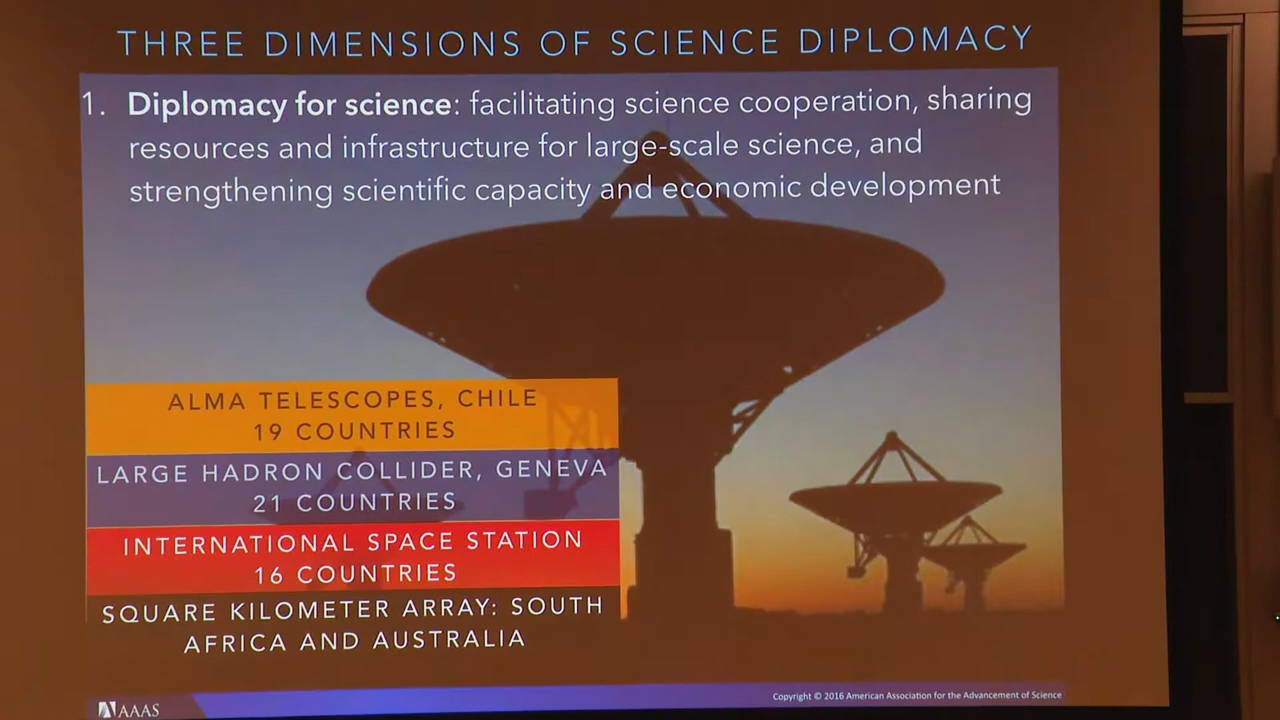 THREE DIMENSIONS OF SCIENCE DIPLOMACY
1. Diplomacy for science: facilitating science cooperation, sharing
resources and infrastructure for large-scale science, and
strengthening scientific capacity and economic development
ALMA TELESCOPES, CHILE
19 COUNTRIES
LARGE HADRON COLLIDER, GENEVA
21 COUNTRIES
INTERNATIONAL SPACE STATION
16 COUNTRIES
SQUARE KILOMETER ARRAY: SOUTH
AFRICA AND AUSTRALIA
AAAS
Copyright © 2016 American Association for the Advancement of Science